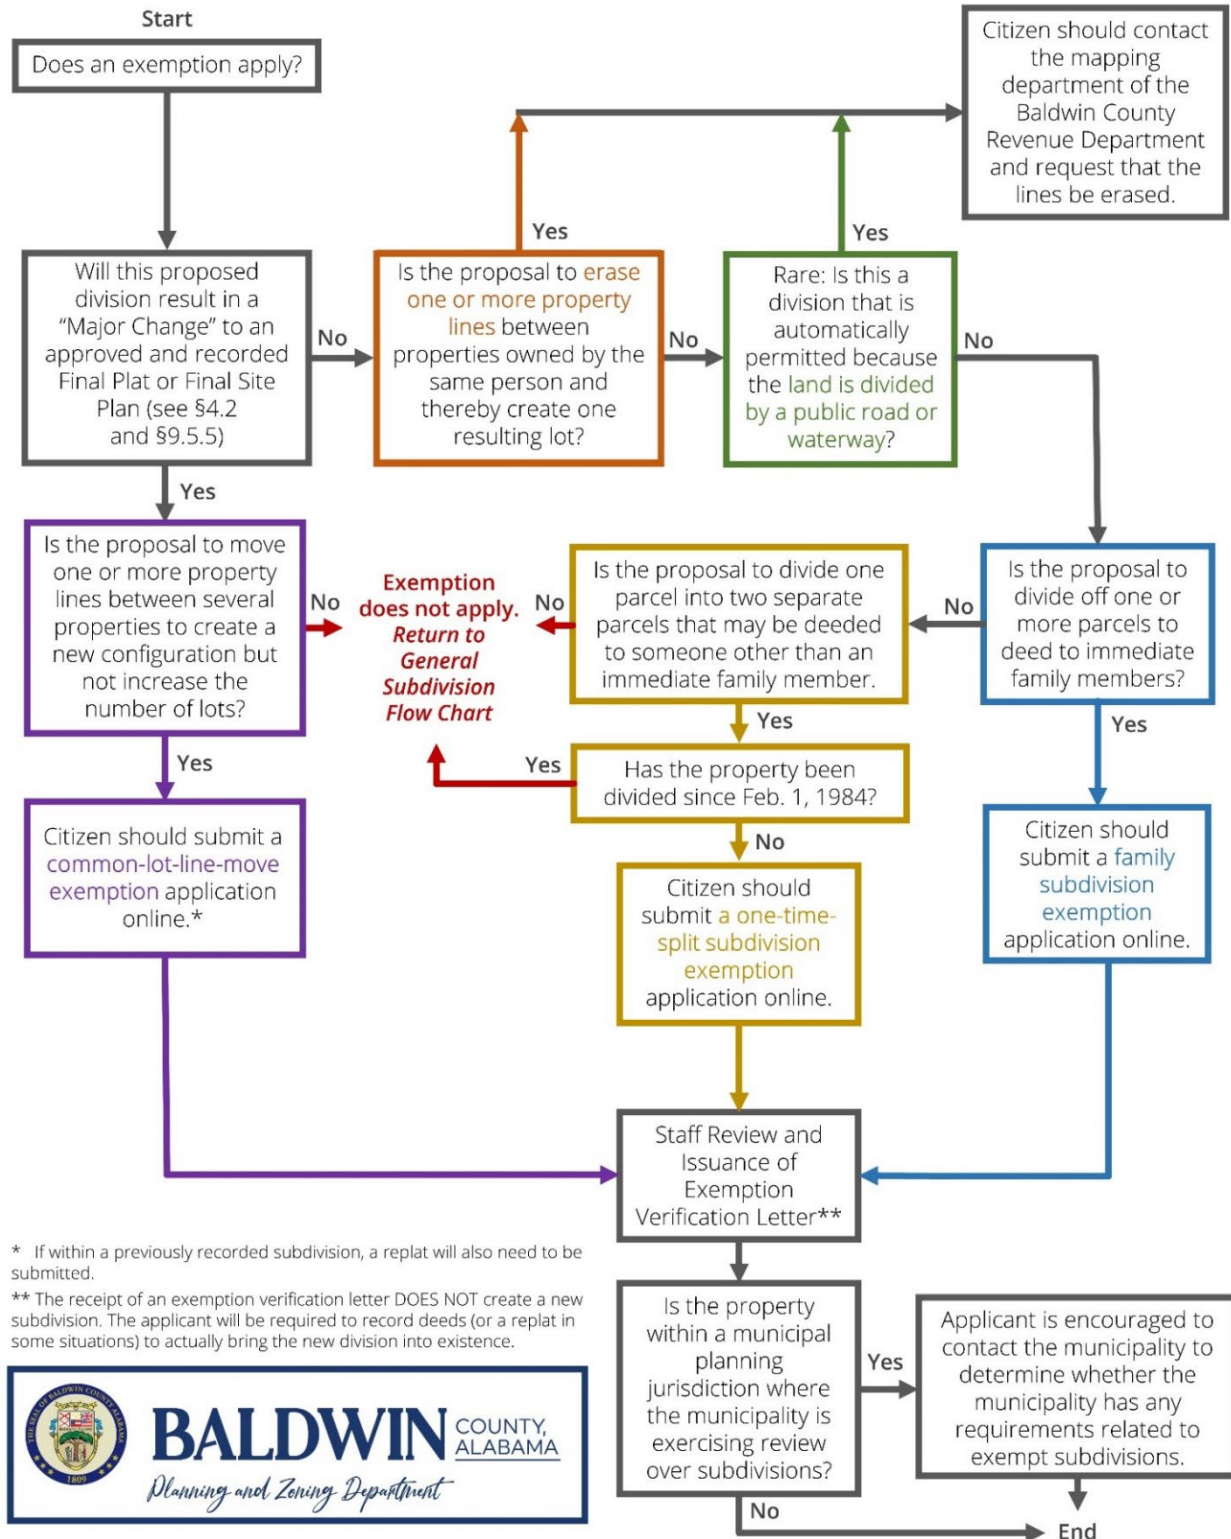 Start
Does an exemption apply?
Citizen should contact
the mapping
department of the
Baldwin County
Revenue Department
and request that the
lines be erased.
Will this proposed
division result in a
“Major Change” to an
approved and recorded
Final Plat or Final Site
Plan (see §4.2
and §9.5.5)
No
Is the proposal to erase
one or more property
lines between
properties owned by the
same person and
thereby create one
resulting lot?
Yes
No
Rare: Is this a
division that is
automatically
permitted because
the land is divided
by a public road or
waterway?
Yes
No
Yes
Is the proposal to move
one or more property
lines between several
properties to create a
new configuration but
not increase the
number of lots?
No
Exemption
does not apply.
Return to
General
Subdivision
Flow Chart
No
Is the proposal to divide one
parcel into two separate
parcels that may be deeded
to someone other than an
immediate family member.
No
Is the proposal to
divide off one or
more parcels to
deed to immediate
family members?
Yes
Yes
Yes
Yes
Has the property been
divided since Feb. 1, 1984?
No
Citizen should submit a
common-lot-line-move
exemption application
online.*
Citizen should
submit a one-time-
split subdivision
exemption
application online.
Citizen should
submit a family
subdivision
exemption
application online.
Staff Review and
Issuance of
Exemption
Verification Letter**
* If within a previously recorded subdivision, a replat will also need to be
submitted.
** The receipt of an exemption verification letter DOES NOT create a new
subdivision. The applicant will be required to record deeds (or a replat in
some situations) to actually bring the new division into existence.
Is the property
within a municipal
planning
jurisdiction where
the municipality is
exercising review
over subdivisions?
Yes
Applicant is encouraged to
contact the municipality to
determine whether the
municipality has any
requirements related to
exempt subdivisions.
No
End
THE SEAL OF BALDWIN COUNTY ALABAMA
1809
BALDWIN COUNTY, ALABAMA
Planning and Zoning Department